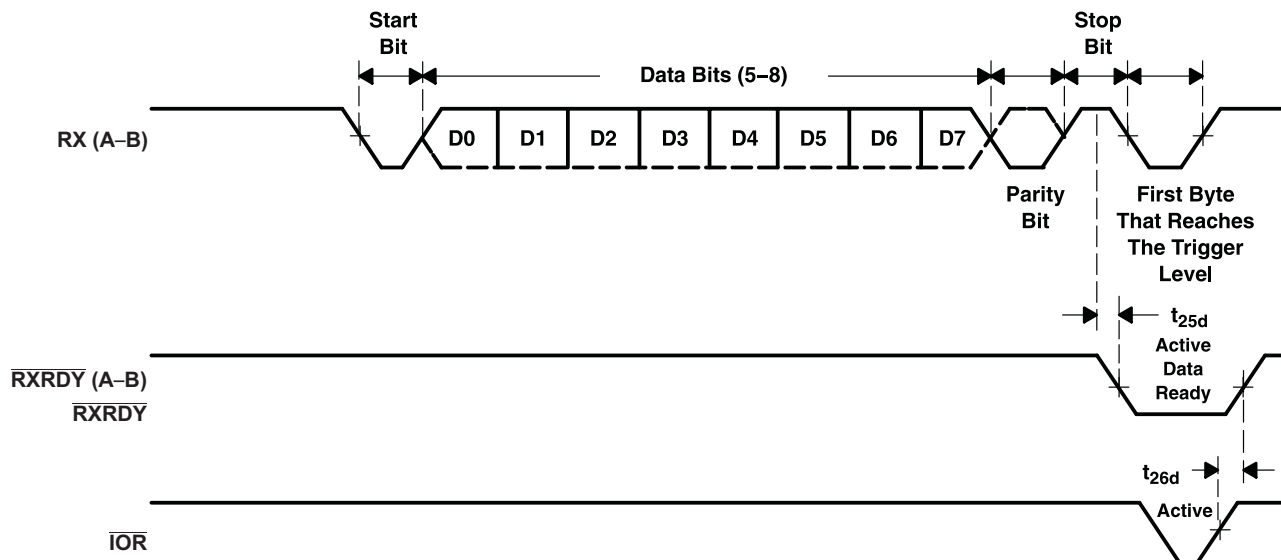 Start
Bit
Stop
Bit
Data Bits (5–8)
RX (A–B)
D0 D1 D2 D3 D4 D5 D6 D7
Parity
Bit
First Byte
That Reaches
The Trigger
Level
t25d
Active
Data
Ready
RXRDY (A–B)
RXRDY
t26d
Active
IOR